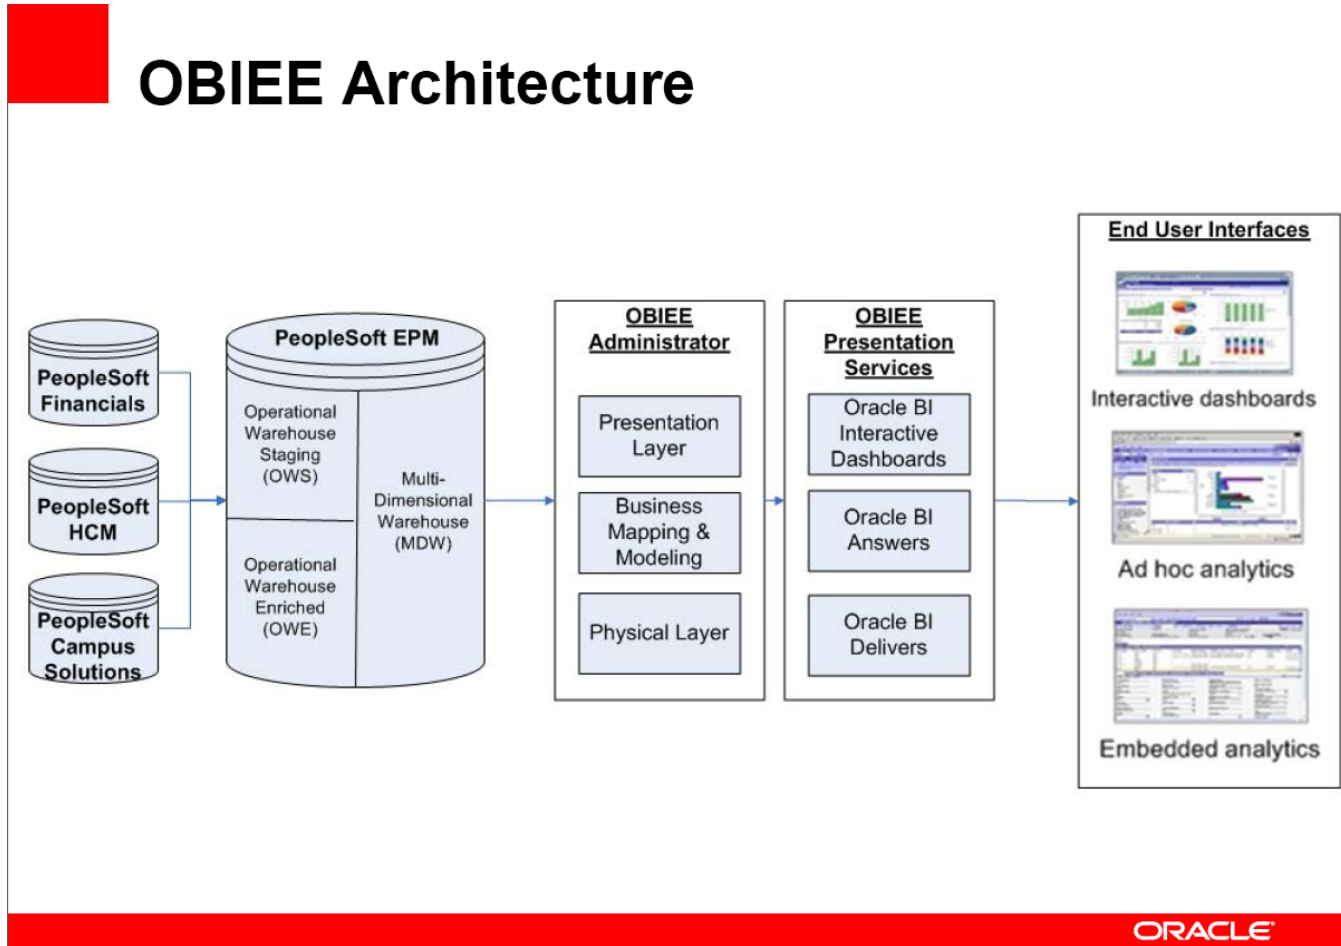 OBIEE Architecture
PeopleSoft
Financials
PeopleSoft
HCM
PeopleSoft
Campus
Solutions
PeopleSoft EPM
Operational
Warehouse
Staging
(OWS)
Operational
Warehouse
Enriched
(OWE)
Multi-
Dimensional
Warehouse
(MDW)
OBIEE
Administrator
Presentation
Layer
Business
Mapping &
Modeling
Physical Layer
OBIEE
Presentation
Services
Oracle BI
Interactive
Dashboards
Oracle BI
Answers
Oracle BI
Delivers
End User Interfaces
Interactive dashboards
Ad hoc analytics
Embedded analytics
ORACLE